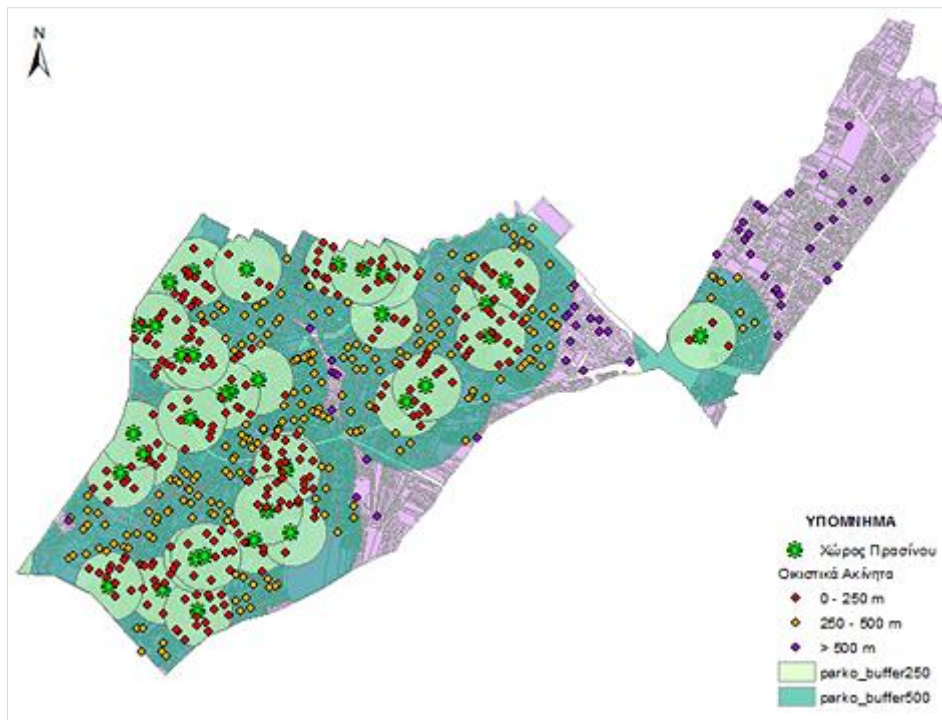 N
ΥΠΟΜΝΗΜΑ
Χώρος Πρασίνου
Οικιστικά Ακίνητα
0 - 250 m
250 - 500 m
> 500 m
parko_buffer250
parko_buffer500